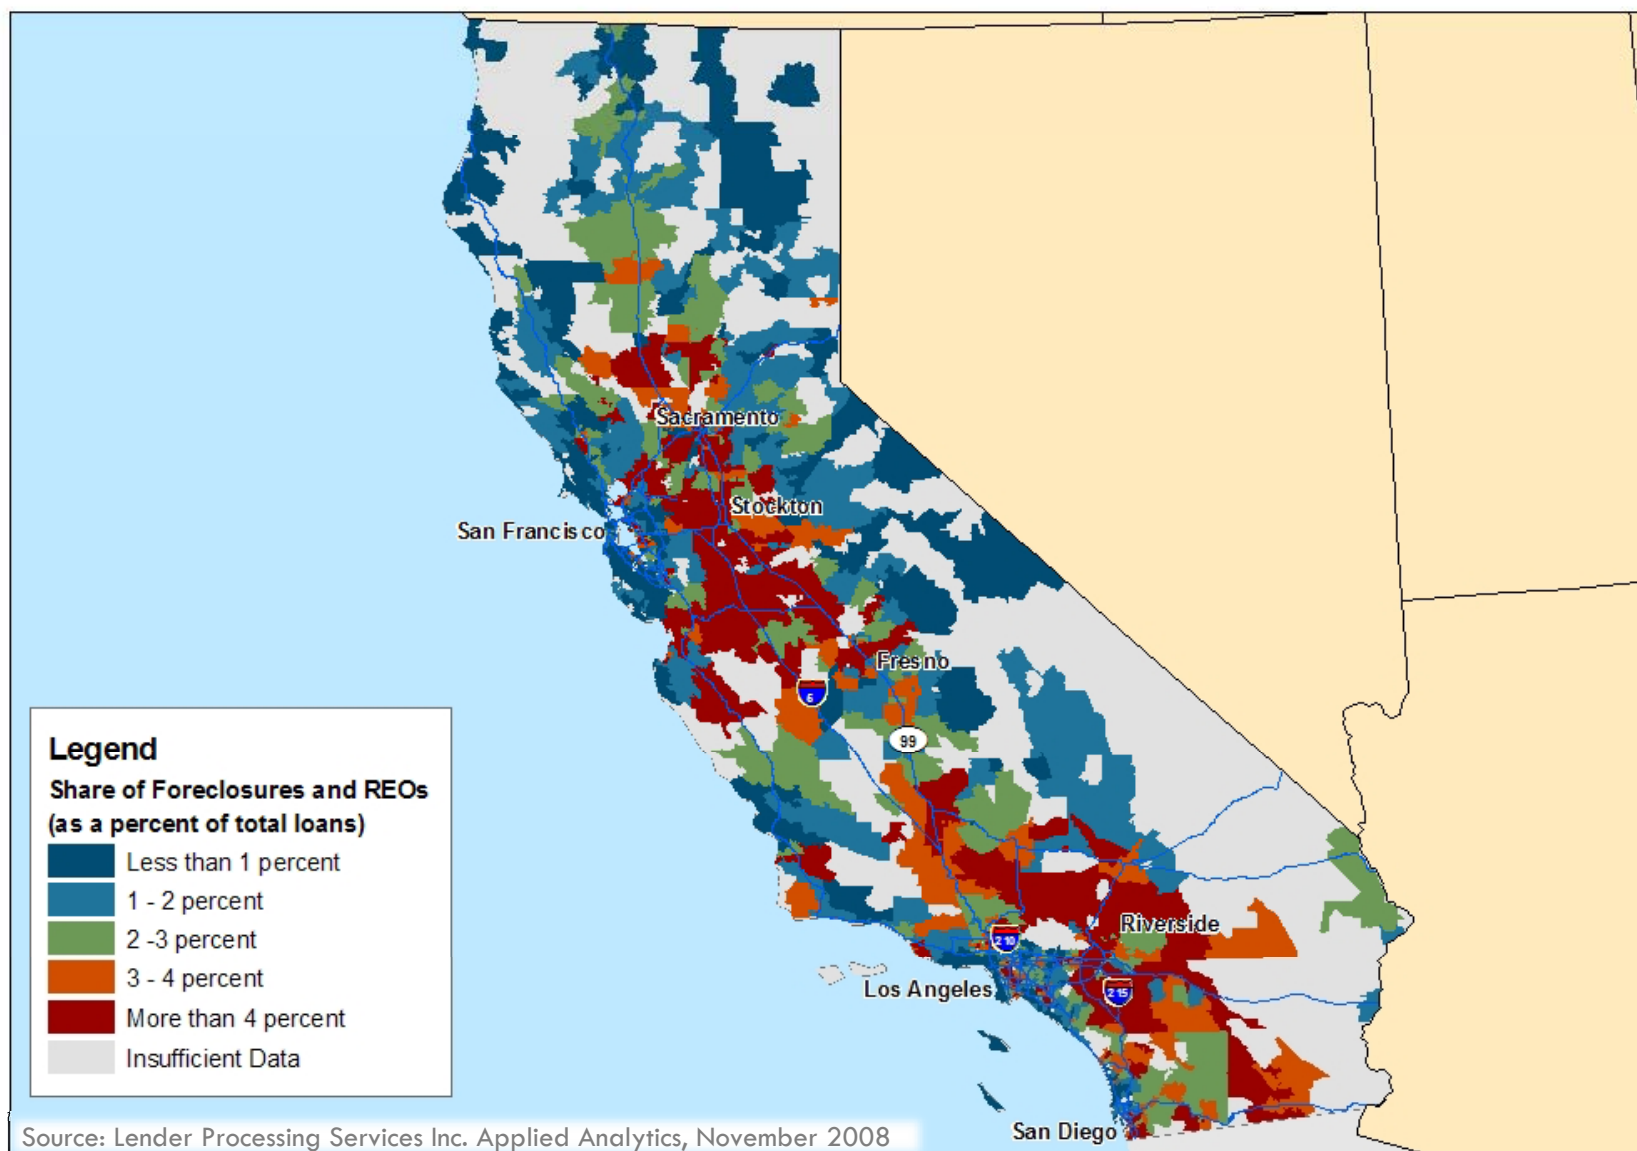 Sacramento
Stockton
San Francisco
Fresno
5
99
Legend
Share of Foreclosures and REOs
(as a percent of total loans)
Less than 1 percent
1 - 2 percent
2 -3 percent
3 - 4 percent
More than 4 percent
Insufficient Data
Riverside
210
Los Angeles
215
San Diego
Source: Lender Processing Services Inc. Applied Analytics, November 2008